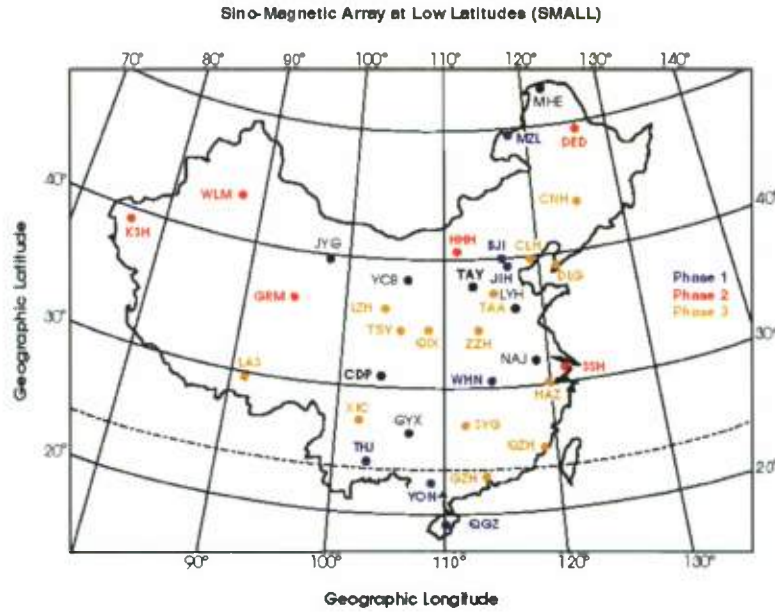 Sino-Magnetic Array at Low Latitudes (SMALL)
70° 80° 90° 100° 110° 120° 130° 140°
MHE
MZL
DED
40°
WLM
CNH
40°
KSH
JYG
HHH
BJI
CLH
YCB
TAY
JIH
DLG
Phase 1
GRM
LZH
LYH
Phase 2
TAA
Phase 3
30°
TSY
QIX
ZZH
30°
NAJ
LAS
CDP
WHN
SSH
HAZ
XIC
GYX
SYG
20°
THJ
QZH
20°
GZH
YON
QGZ
90° 100° 110° 120° 130°
Geographic Latitude
Geographic Longitude